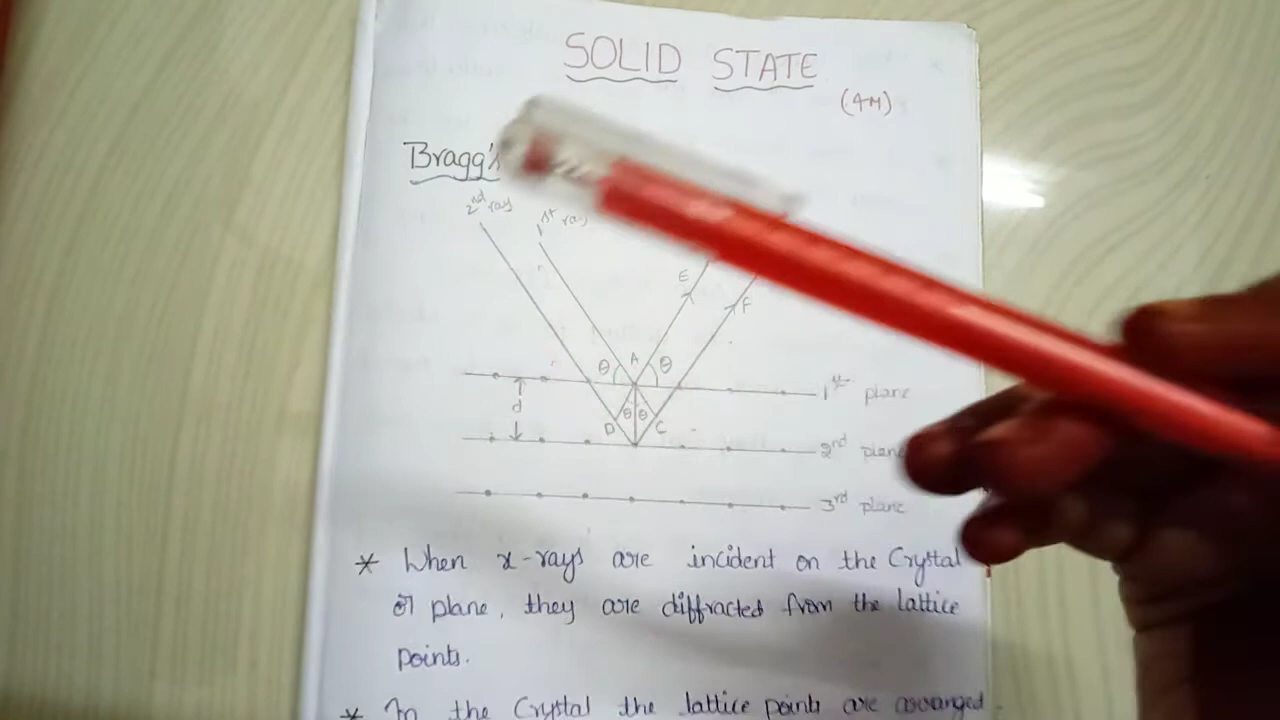 SOLID STATE
(4M)
Bragg's
2nd ray
1st ray
E
F
θ A θ
1st plane
d
θ θ
D C
2nd plane
3rd plane
* When x-rays are incident on the Crystal
or plane, they are diffracted from the lattice
points.
* In the Crystal the lattice points are arranged